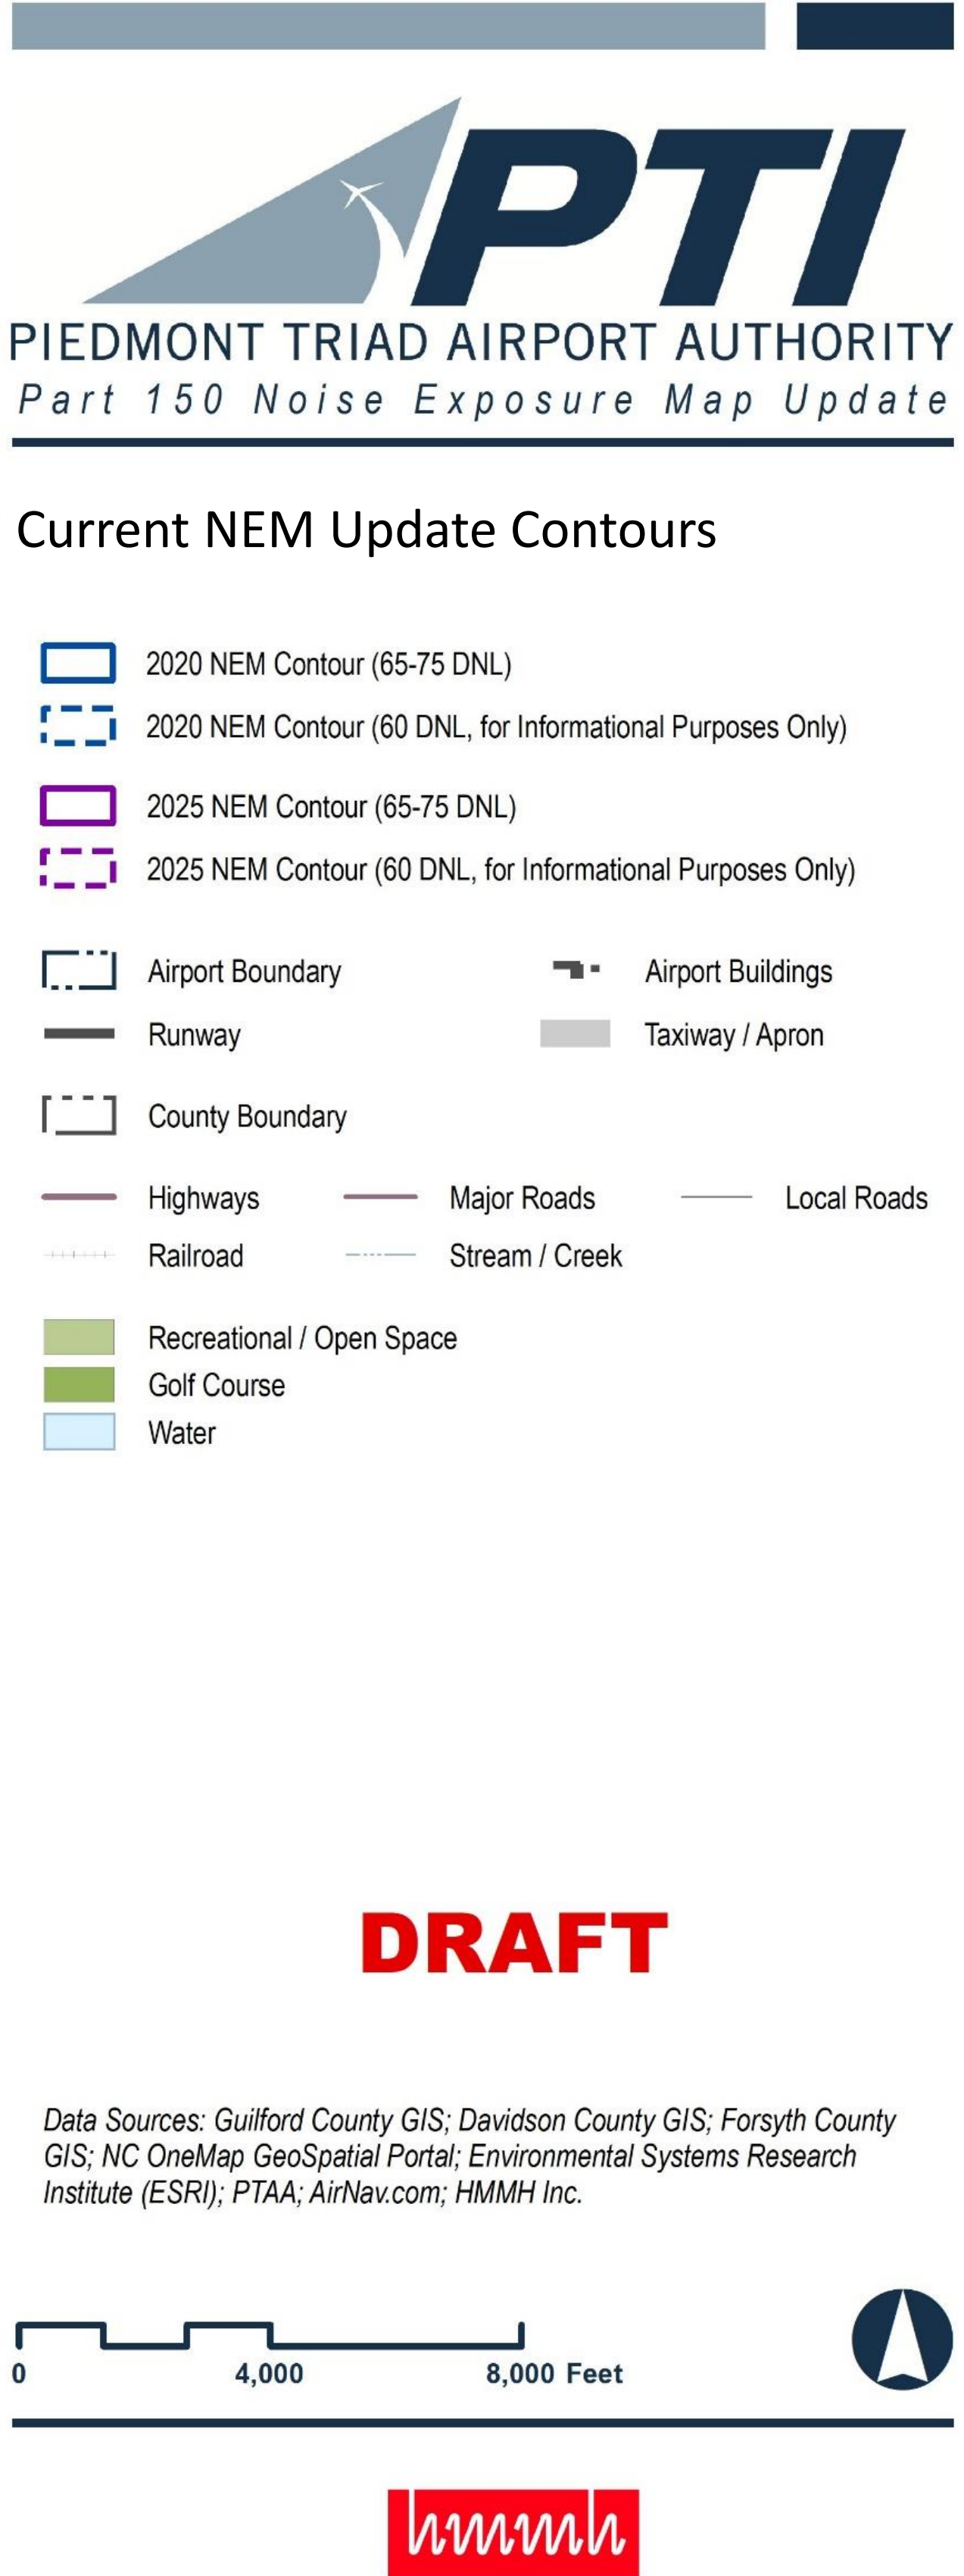 PTI
PIEDMONT TRIAD AIRPORT AUTHORITY
Part 150 Noise Exposure Map Update
Current NEM Update Contours
2020 NEM Contour (65-75 DNL)
2020 NEM Contour (60 DNL, for Informational Purposes Only)
2025 NEM Contour (65-75 DNL)
2025 NEM Contour (60 DNL, for Informational Purposes Only)
Airport Boundary Airport Buildings
Runway Taxiway / Apron
County Boundary
Highways Major Roads Local Roads
Railroad Stream / Creek
Recreational / Open Space
Golf Course
Water
DRAFT
Data Sources: Guilford County GIS; Davidson County GIS; Forsyth County
GIS; NC OneMap GeoSpatial Portal; Environmental Systems Research
Institute (ESRI); PTAA; AirNav.com; HMMH Inc.
0 4,000 8,000 Feet
hmmh